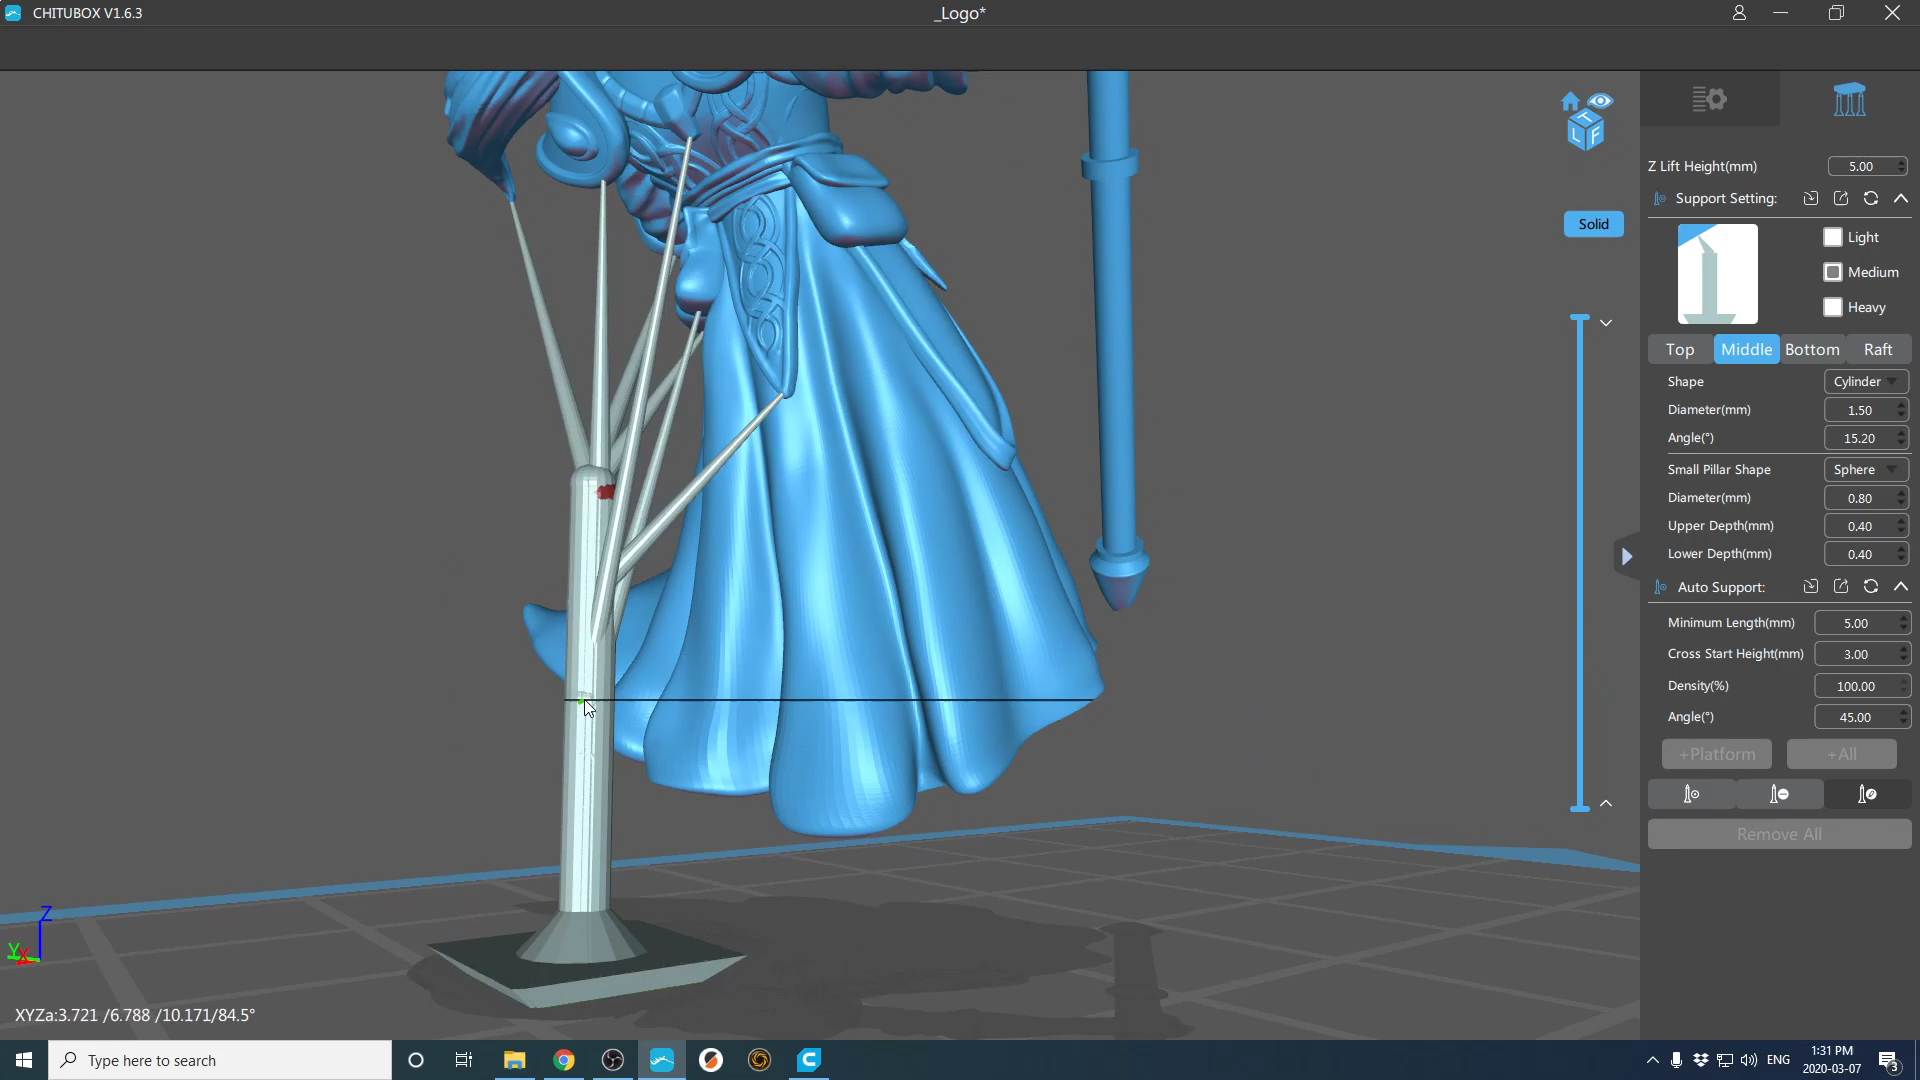 CHITUBOX V1.6.3
_Logo*
Z Lift Height(mm) 5.00
Support Setting:
Light
Medium
Heavy
Top Middle Bottom Raft
Shape Cylinder
Diameter(mm) 1.50
Angle(°) 15.20
Small Pillar Shape Sphere
Diameter(mm) 0.80
Upper Depth(mm) 0.40
Lower Depth(mm) 0.40
Auto Support:
Minimum Length(mm) 5.00
Cross Start Height(mm) 3.00
Density(%) 100.00
Angle(°) 45.00
+Platform +All
Remove All
T
L F
Solid
Z
Y X
XYZa:3.721 /6.788 /10.171/84.5°
Type here to search
ENG
1:31 PM
2020-03-07
3